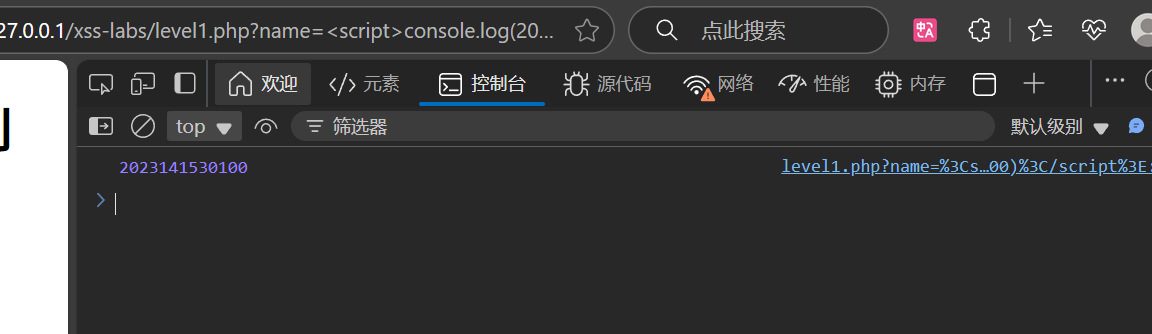 27.0.0.1/xss-labs/level1.php?name=<script>console.log(20... 点此搜索
欢迎 元素 控制台 源代码 网络 性能 内存
top 筛选器 默认级别
2023141530100 level1.php?name=%3Cs…00)%3C/script%3E: